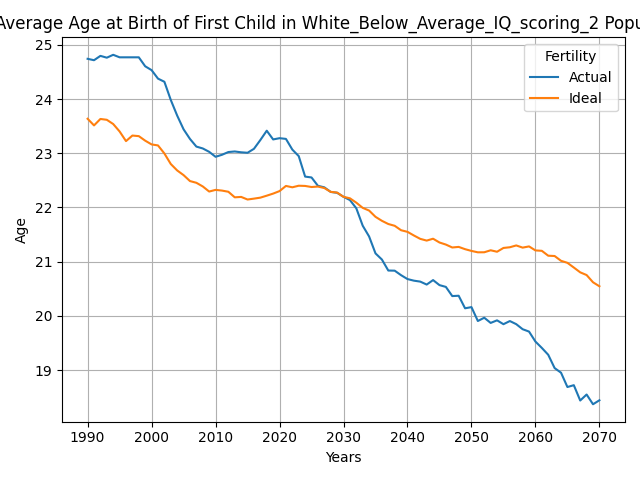 Average Age at Birth of First Child in White_Below_Average_IQ_scoring_2 Popu
Fertility
Actual
Ideal
25
24
23
22
21
20
19
Age
1990 2000 2010 2020 2030 2040 2050 2060 2070
Years